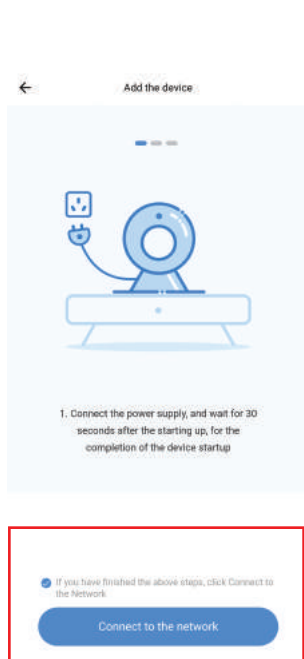 Add the device
1. Connect the power supply, and wait for 30
seconds after the starting up, for the
completion of the device startup
If you have finished the above steps, click Connect to
the Network
Connect to the network